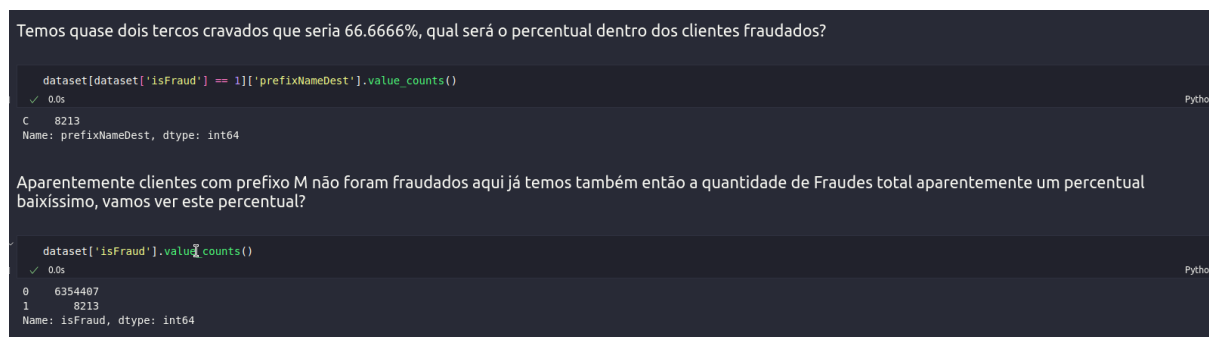 Temos quase dois tercos cravados que seria 66.6666%, qual será o percentual dentro dos clientes fraudados?
dataset[dataset['isFraud'] == 1]['prefixNameDest'].value_counts()
✓ 0.0s
Pytho
C    8213
Name: prefixNameDest, dtype: int64
Aparentemente clientes com prefixo M não foram fraudados aqui já temos também então a quantidade de Fraudes total aparentemente um percentual
baixíssimo, vamos ver este percentual?
dataset['isFraud'].value_counts()
✓ 0.0s
Pytho
0    6354407
1       8213
Name: isFraud, dtype: int64